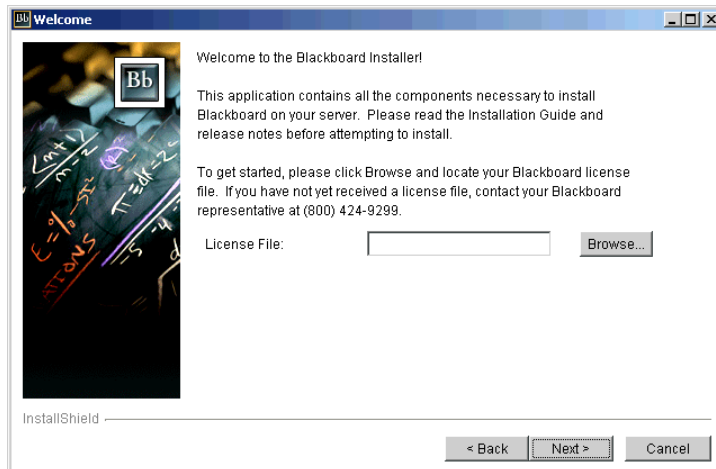 Welcome
Bb
Welcome to the Blackboard Installer!
This application contains all the components necessary to install
Blackboard on your server. Please read the Installation Guide and
release notes before attempting to install.
To get started, please click Browse and locate your Blackboard license
file. If you have not yet received a license file, contact your Blackboard
representative at (800) 424-9299.
License File:
Browse...
InstallShield
< Back
Next >
Cancel